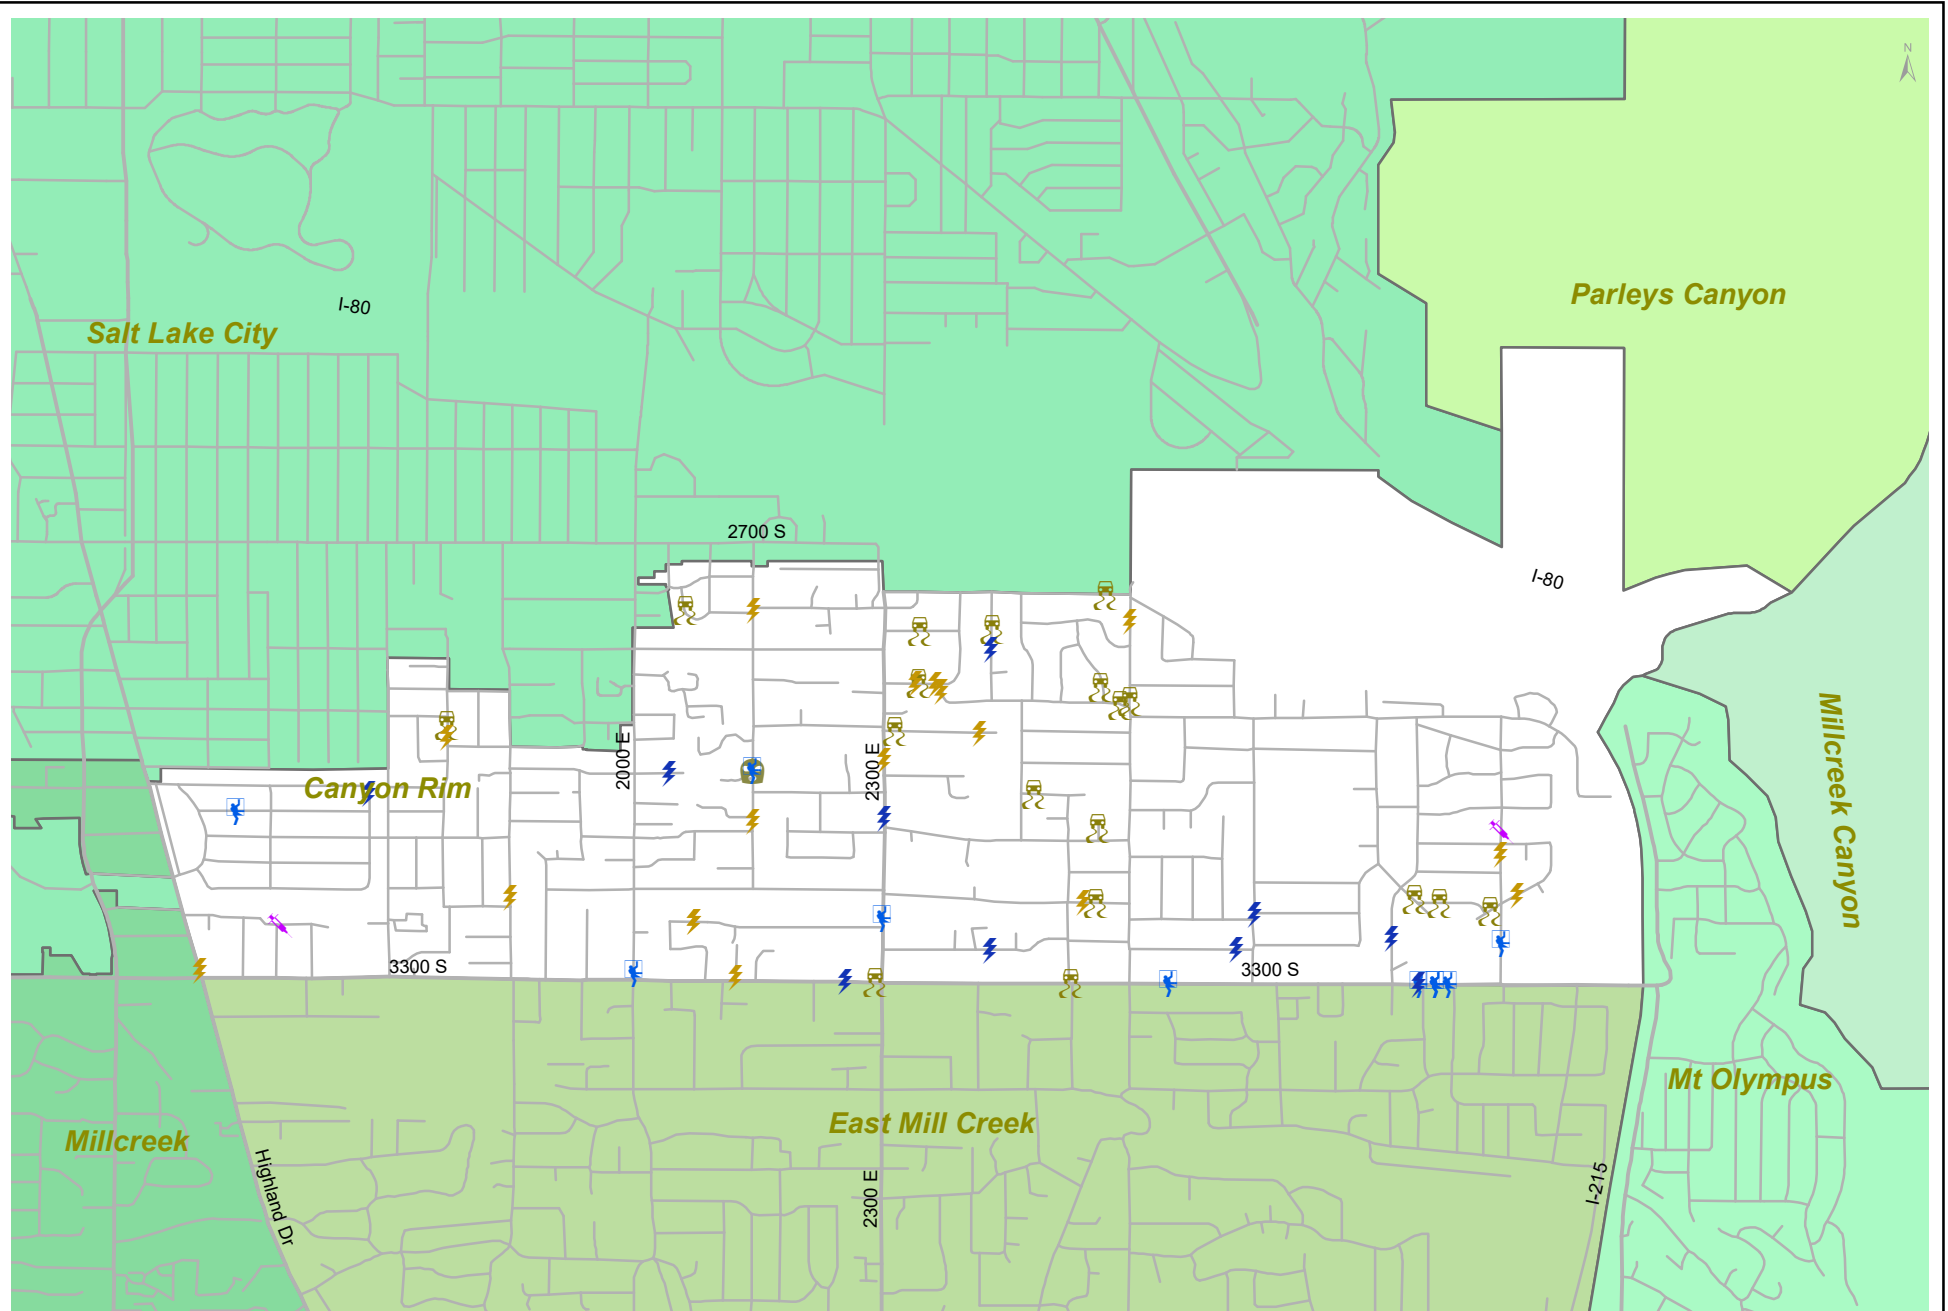 N
Parleys Canyon
I-80
Salt Lake City
2700 S
I-80
Millcreek Canyon
2000 E
2300 E
Canyon Rim
3300 S
3300 S
Mt Olympus
East Mill Creek
Millcreek
Highland Dr
2300 E
I-215